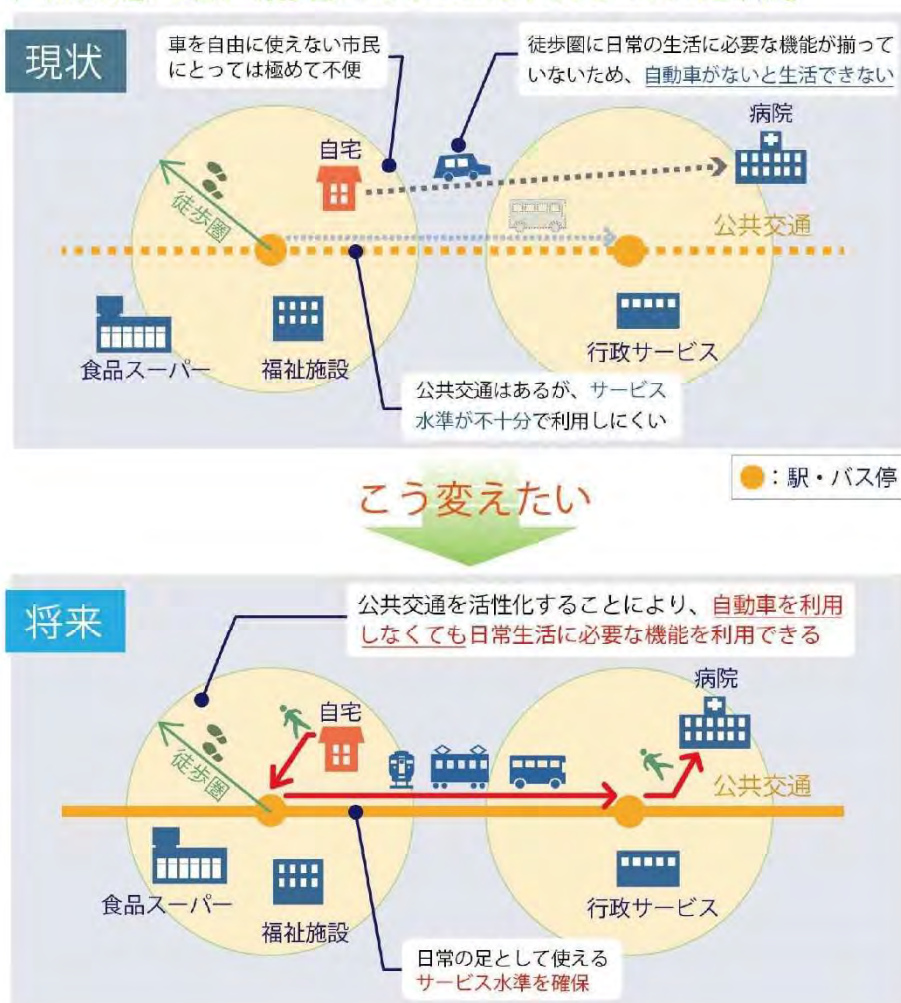 現状
車を自由に使えない市民
にとっては極めて不便
徒歩圏に日常の生活に必要な機能が揃って
いないため、自動車がないと生活できない
病院
自宅
徒歩圏
公共交通
食品スーパー
福祉施設
行政サービス
公共交通はあるが、サービス
水準が不十分で利用しにくい
こう変えたい
：駅・バス停
将来
公共交通を活性化することにより、自動車を利用
しなくても日常生活に必要な機能を利用できる
病院
自宅
徒歩圏
公共交通
食品スーパー
福祉施設
行政サービス
日常の足として使える
サービス水準を確保